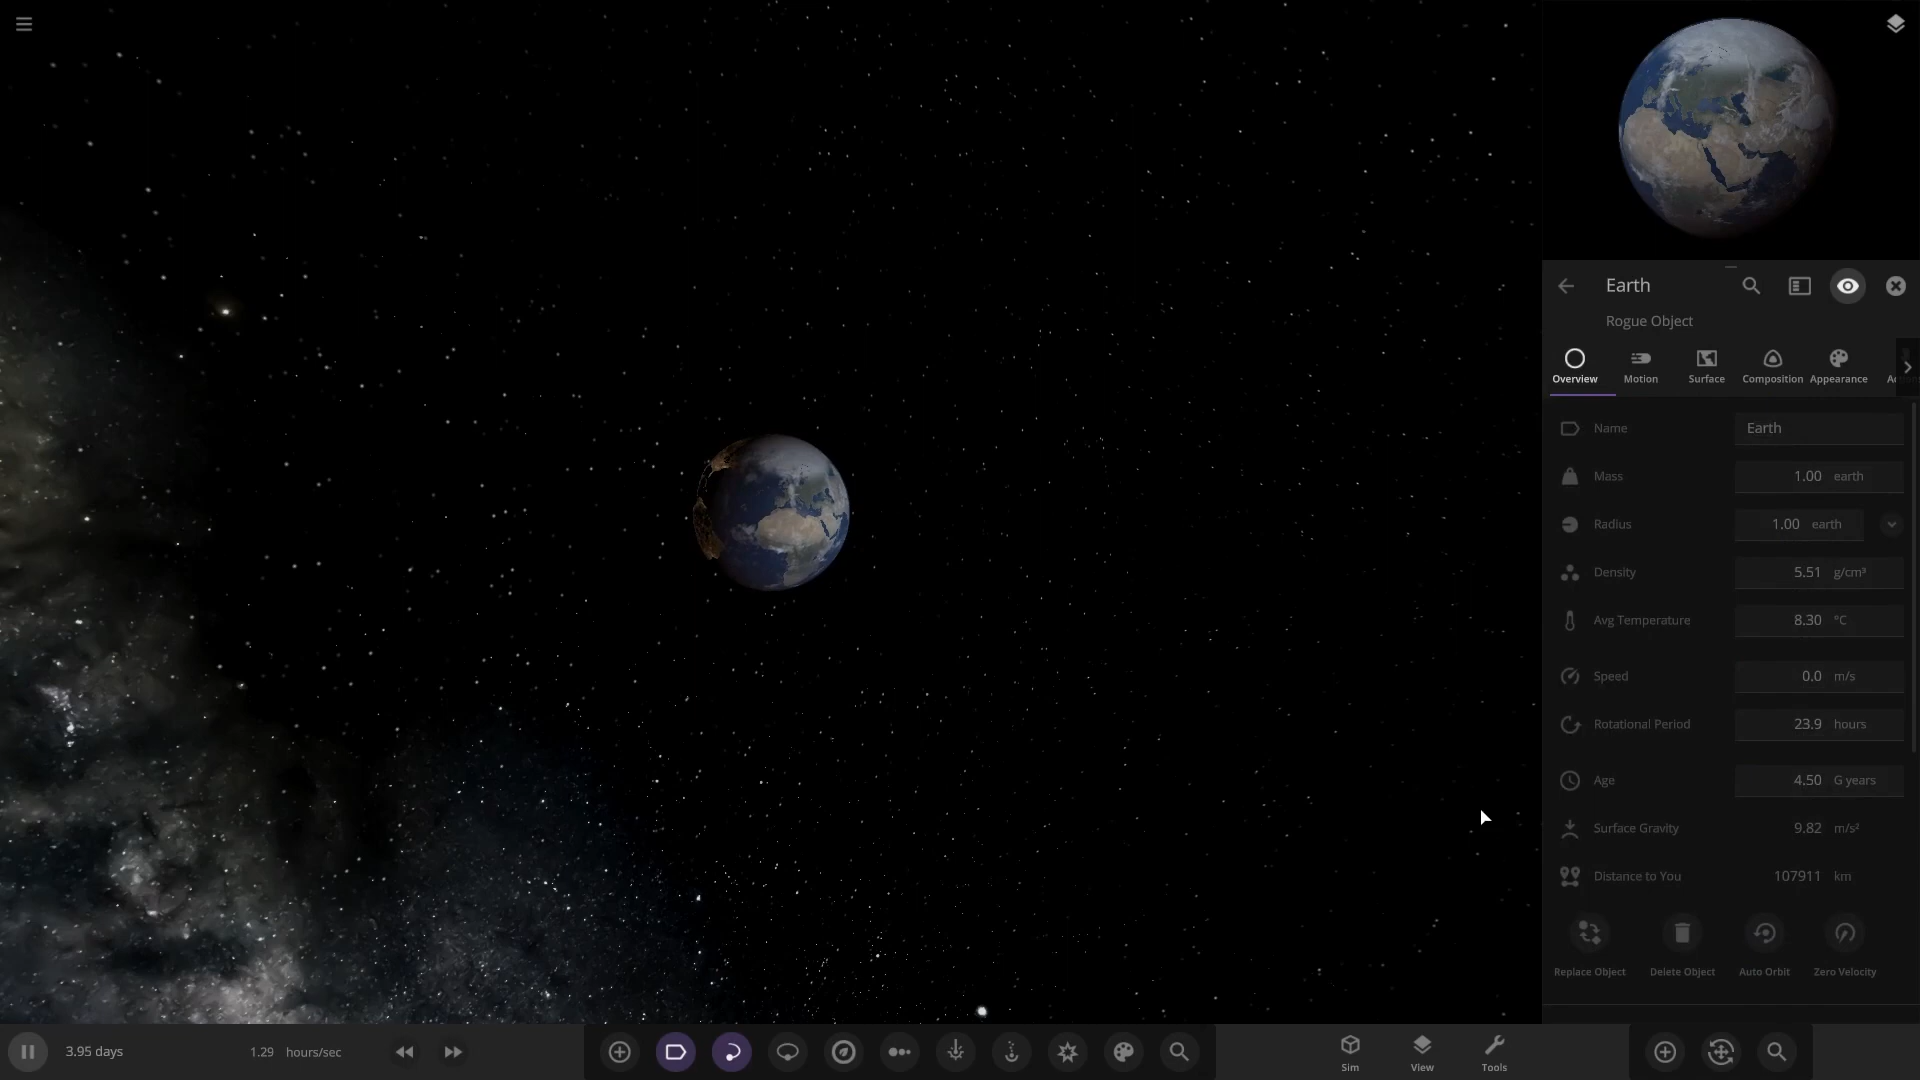 Earth
Rogue Object
Overview Motion Surface Composition Appearance
Name Earth
Mass 1.00 earth
Radius 1.00 earth
Density 5.51 g/cm³
Avg Temperature 8.30 °C
Speed 0.0 m/s
Rotational Period 23.9 hours
Age 4.50 G years
Surface Gravity 9.82 m/s²
Distance to You 107911 km
Replace Object Delete Object Auto Orbit Zero Velocity
3.95 days 1.29 hours/sec Sim View Tools